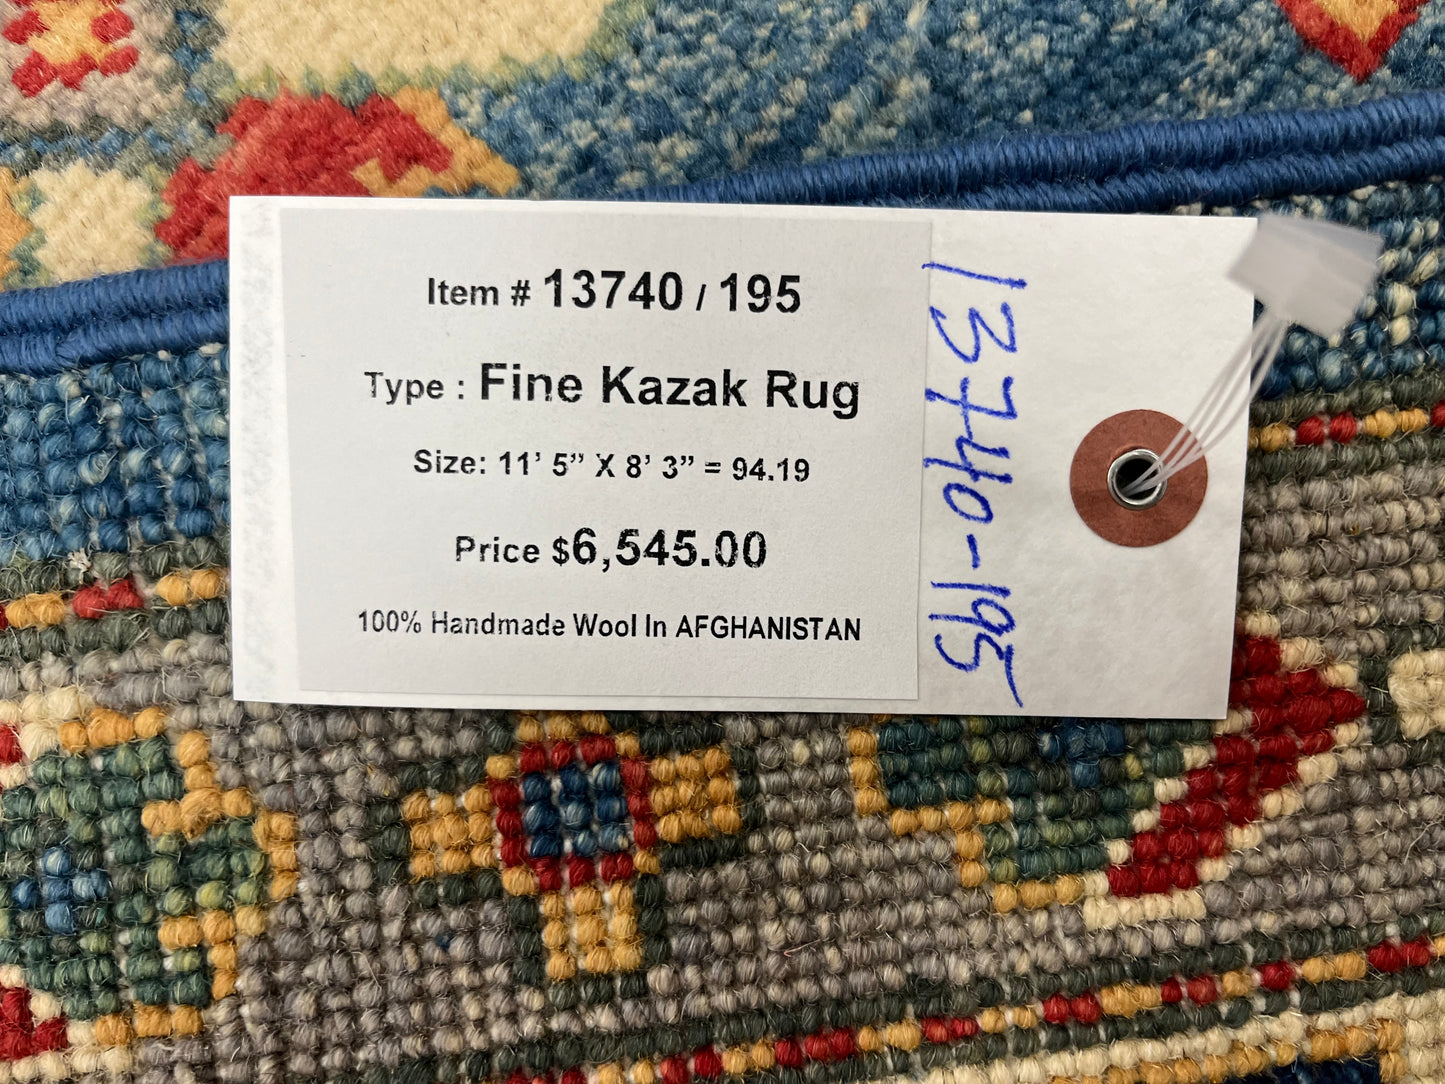 Item # 13740 / 195
Type : Fine Kazak Rug
Size: 11’ 5” X 8’ 3” = 94.19
Price $6,545.00
100% Handmade Wool In AFGHANISTAN
13740-195